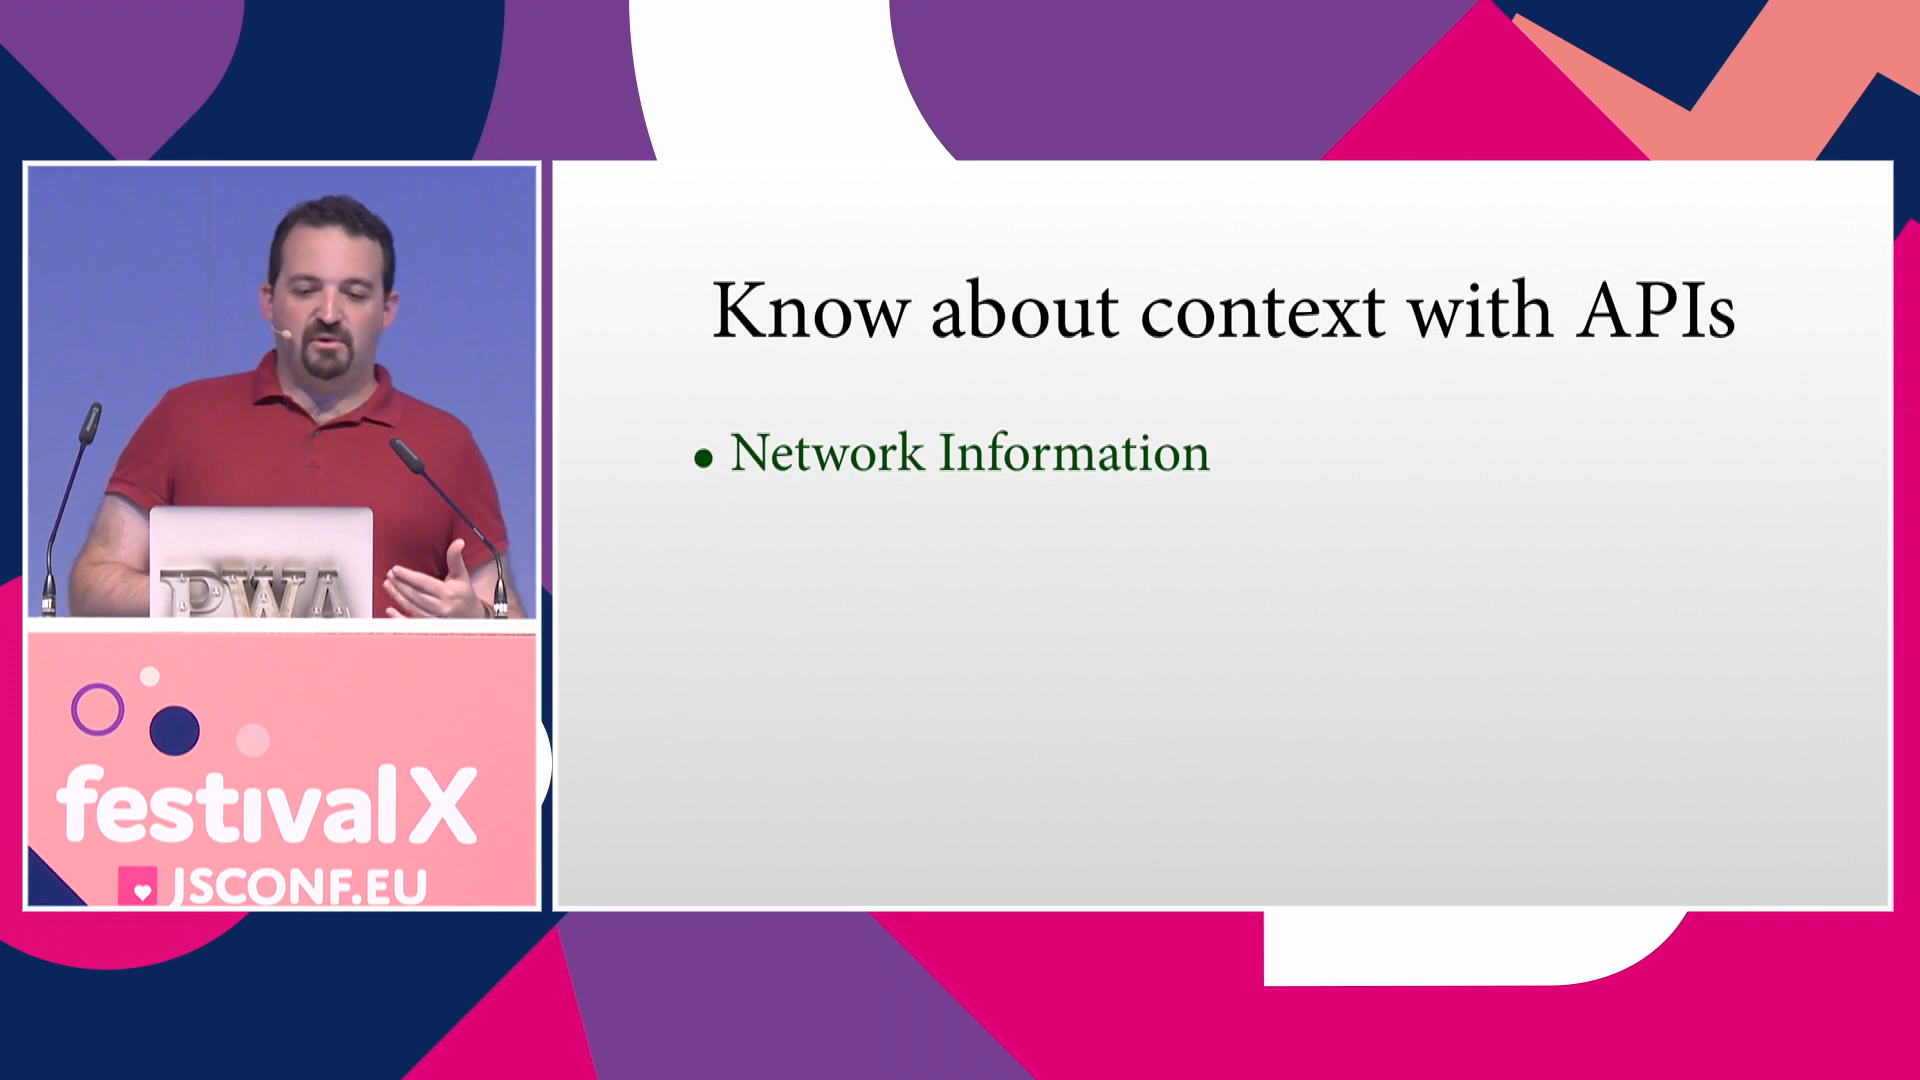 Know about context with APIs
• Network Information
PWA
festivalX
JSCONF.EU